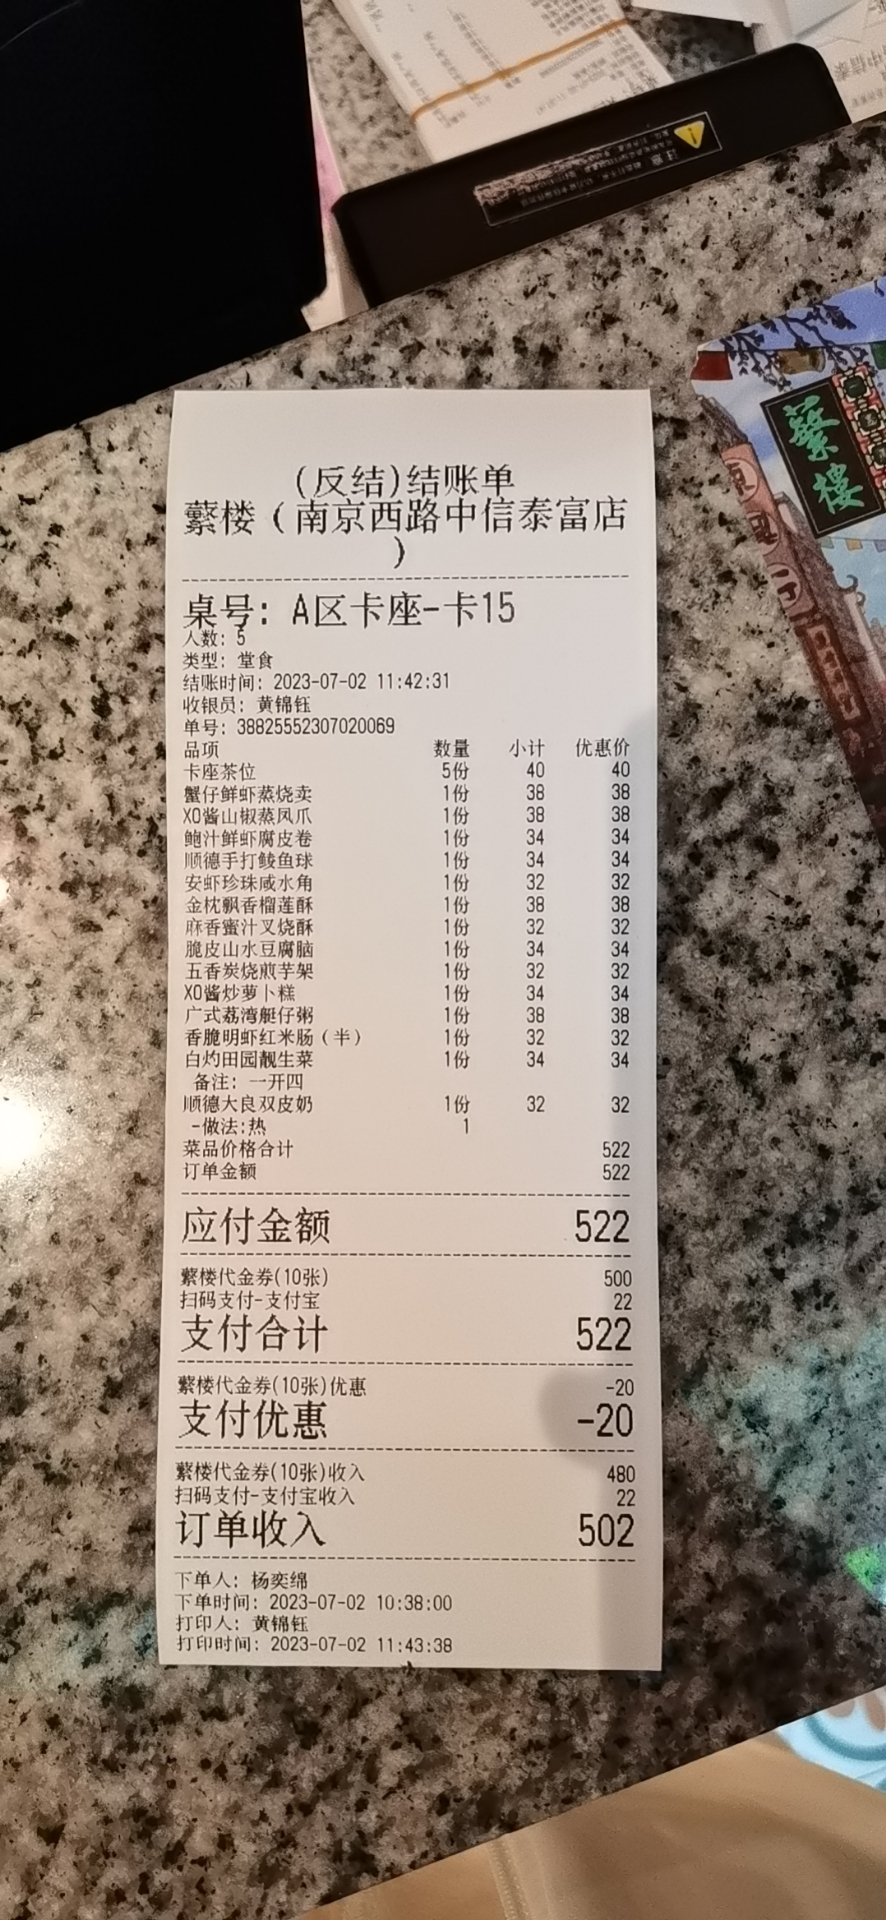 (反结)结账单
蘩楼（南京西路中信泰富店
）
桌号: A区卡座-卡15
人数: 5
类型: 堂食
结账时间: 2023-07-02 11:42:31
收银员: 黄锦钰
单号: 38825552307020069
品项 数量 小计 优惠价
卡座茶位 5份 40 40
蟹仔鲜虾蒸烧卖 1份 38 38
XO酱山椒蒸凤爪 1份 38 38
鲍汁鲜虾腐皮卷 1份 34 34
顺德手打鲮鱼球 1份 34 34
安虾珍珠咸水角 1份 32 32
金枕飘香榴莲酥 1份 38 38
麻香蜜汁叉烧酥 1份 32 32
脆皮山水豆腐脑 1份 34 34
五香炭烧煎芋架 1份 32 32
XO酱炒萝卜糕 1份 34 34
广式荔湾艇仔粥 1份 38 38
香脆明虾红米肠（半） 1份 32 32
白灼田园靓生菜 1份 34 34
备注: 一开四
顺德大良双皮奶 1份 32 32
-做法:热 1
菜品价格合计 522
订单金额 522
应付金额 522
蘩楼代金券(10张) 500
扫码支付-支付宝 22
支付合计 522
蘩楼代金券(10张)优惠 -20
支付优惠 -20
蘩楼代金券(10张)收入 480
扫码支付-支付宝收入 22
订单收入 502
下单人: 杨奕绵
下单时间: 2023-07-02 10:38:00
打印人: 黄锦钰
打印时间: 2023-07-02 11:43:38
蘩樓